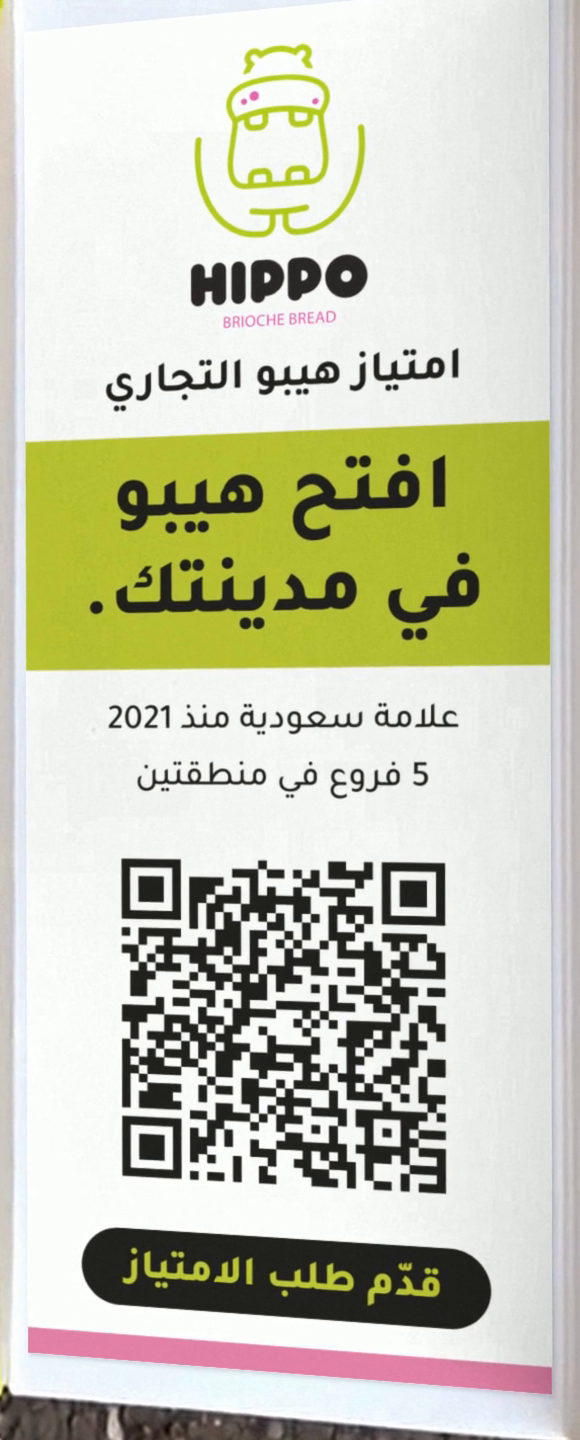 HIPPO
BRIOCHE BREAD
امتياز هيبو التجاري
افتح هيبو
في مدينتك.
علامة سعودية منذ 2021
5 فروع في منطقتين
قدّم طلب الامتياز